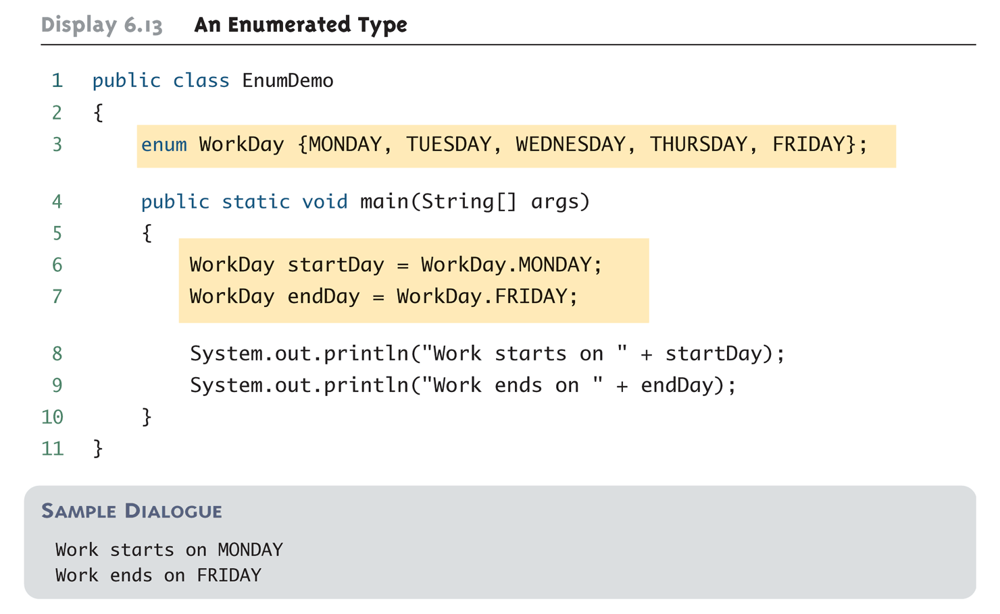 Display 6.13 An Enumerated Type
1 public class EnumDemo
2 {
3 enum WorkDay {MONDAY, TUESDAY, WEDNESDAY, THURSDAY, FRIDAY};
4 public static void main(String[] args)
5 {
6 WorkDay startDay = WorkDay.MONDAY;
7 WorkDay endDay = WorkDay.FRIDAY;
8 System.out.println("Work starts on " + startDay);
9 System.out.println("Work ends on " + endDay);
10 }
11 }
SAMPLE DIALOGUE
Work starts on MONDAY
Work ends on FRIDAY